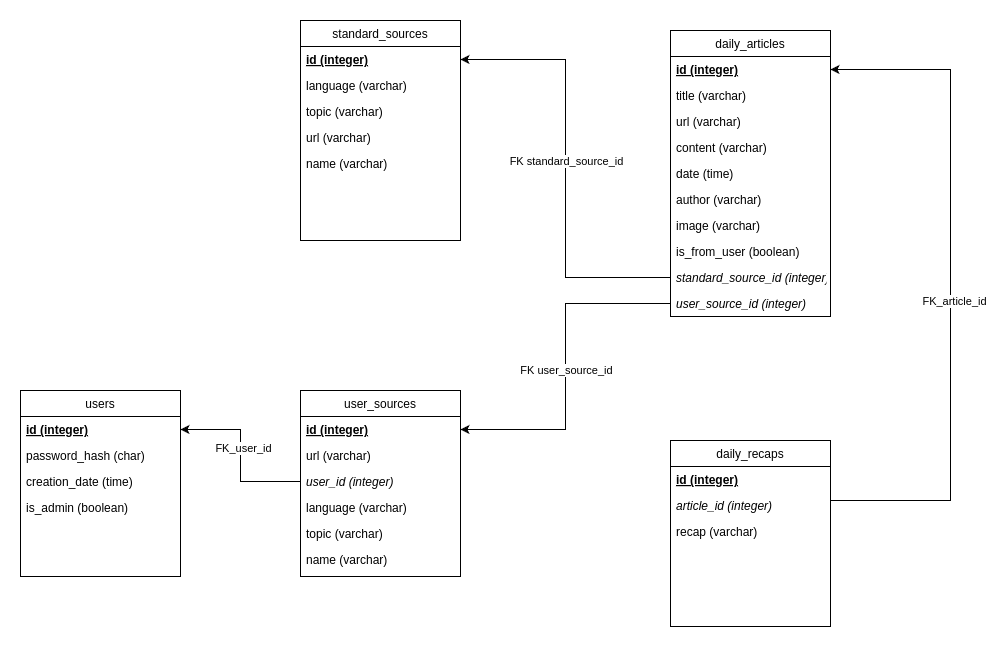 standard_sources
id (integer)
language (varchar)
topic (varchar)
url (varchar)
name (varchar)
daily_articles
id (integer)
title (varchar)
url (varchar)
content (varchar)
date (time)
author (varchar)
image (varchar)
is_from_user (boolean)
standard_source_id (integer
user_source_id (integer)
FK standard_source_id
FK_article_id
FK user_source_id
users
id (integer)
password_hash (char)
creation_date (time)
is_admin (boolean)
FK_user_id
user_sources
id (integer)
url (varchar)
user_id (integer)
language (varchar)
topic (varchar)
name (varchar)
daily_recaps
id (integer)
article_id (integer)
recap (varchar)